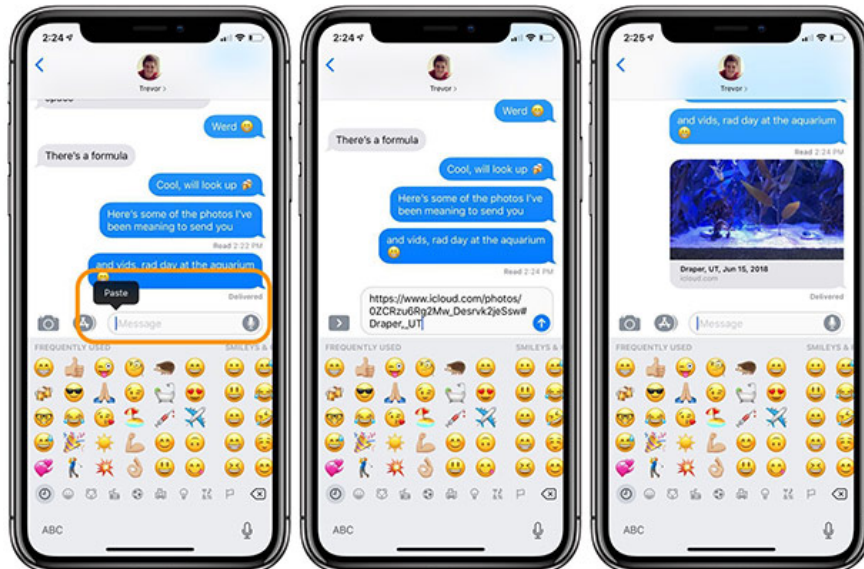 2:24
Trevor >
Werd 😁
There's a formula
Cool, will look up 🍻
Here's some of the photos I've
been meaning to send you
Read 2:22 PM
and vids, rad day at the aquarium
😁
Delivered
Paste
Message
FREQUENTLY USED
SMILEYS &
ABC
2:24
Trevor >
Werd 😁
There's a formula
Cool, will look up 🍻
Here's some of the photos I've
been meaning to send you
and vids, rad day at the aquarium
😁
Read 2:24 PM
https://www.icloud.com/photos/
0ZCRzu6Rg2Mw_Desrvk2jeSsw#
Draper,_UT
FREQUENTLY USED
SMILEYS &
ABC
2:25
Trevor >
and vids, rad day at the aquarium
😁
Read 2:24 PM
Draper, UT, Jun 15, 2018
icloud.com
Delivered
Message
FREQUENTLY USED
SMILEYS &
ABC